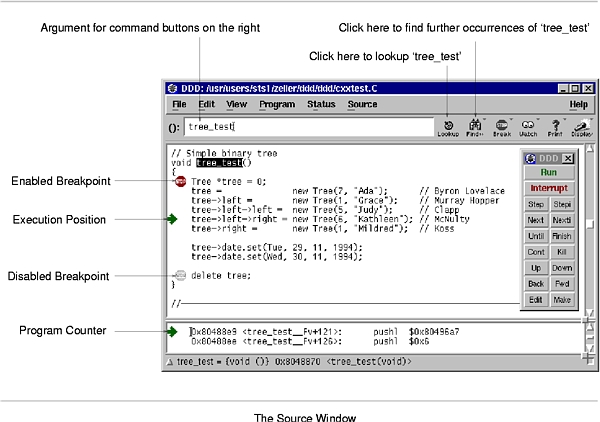 Argument for command buttons on the right
Click here to find further occurrences of ‘tree_test’
Click here to lookup ‘tree_test’
DDD: /usr/users/sts1/zeller/ddd/ddd/cxxtest.C
File Edit View Program Status Source Help
(): tree_test
Lookup Find» Break Watch Print Display
// Simple binary tree
void tree_test()
{
Enabled Breakpoint
Tree *tree = 0;
tree = new Tree(7, "Ada"); // Byron Lovelace
tree->left = new Tree(1, "Grace"); // Murray Hopper
tree->left->left = new Tree(5, "Judy"); // Clapp
Execution Position
tree->left->right = new Tree(6, "Kathleen"); // McNulty
tree->right = new Tree(1, "Mildred"); // Koss
tree->date.set(Tue, 29, 11, 1994);
tree->date.set(Wed, 30, 11, 1994);
Disabled Breakpoint
delete tree;
}
//
DDD
Run
Interrupt
Step Stepi
Next Nexti
Until Finish
Cont Kill
Up Down
Back Fwd
Edit Make
Program Counter
0x80488e9 <tree_test__Fv+121>: pushl $0x80496a7
0x80488ee <tree_test__Fv+126>: pushl $0x6
tree_test = {void ()} 0x8048870 <tree_test(void)>
The Source Window